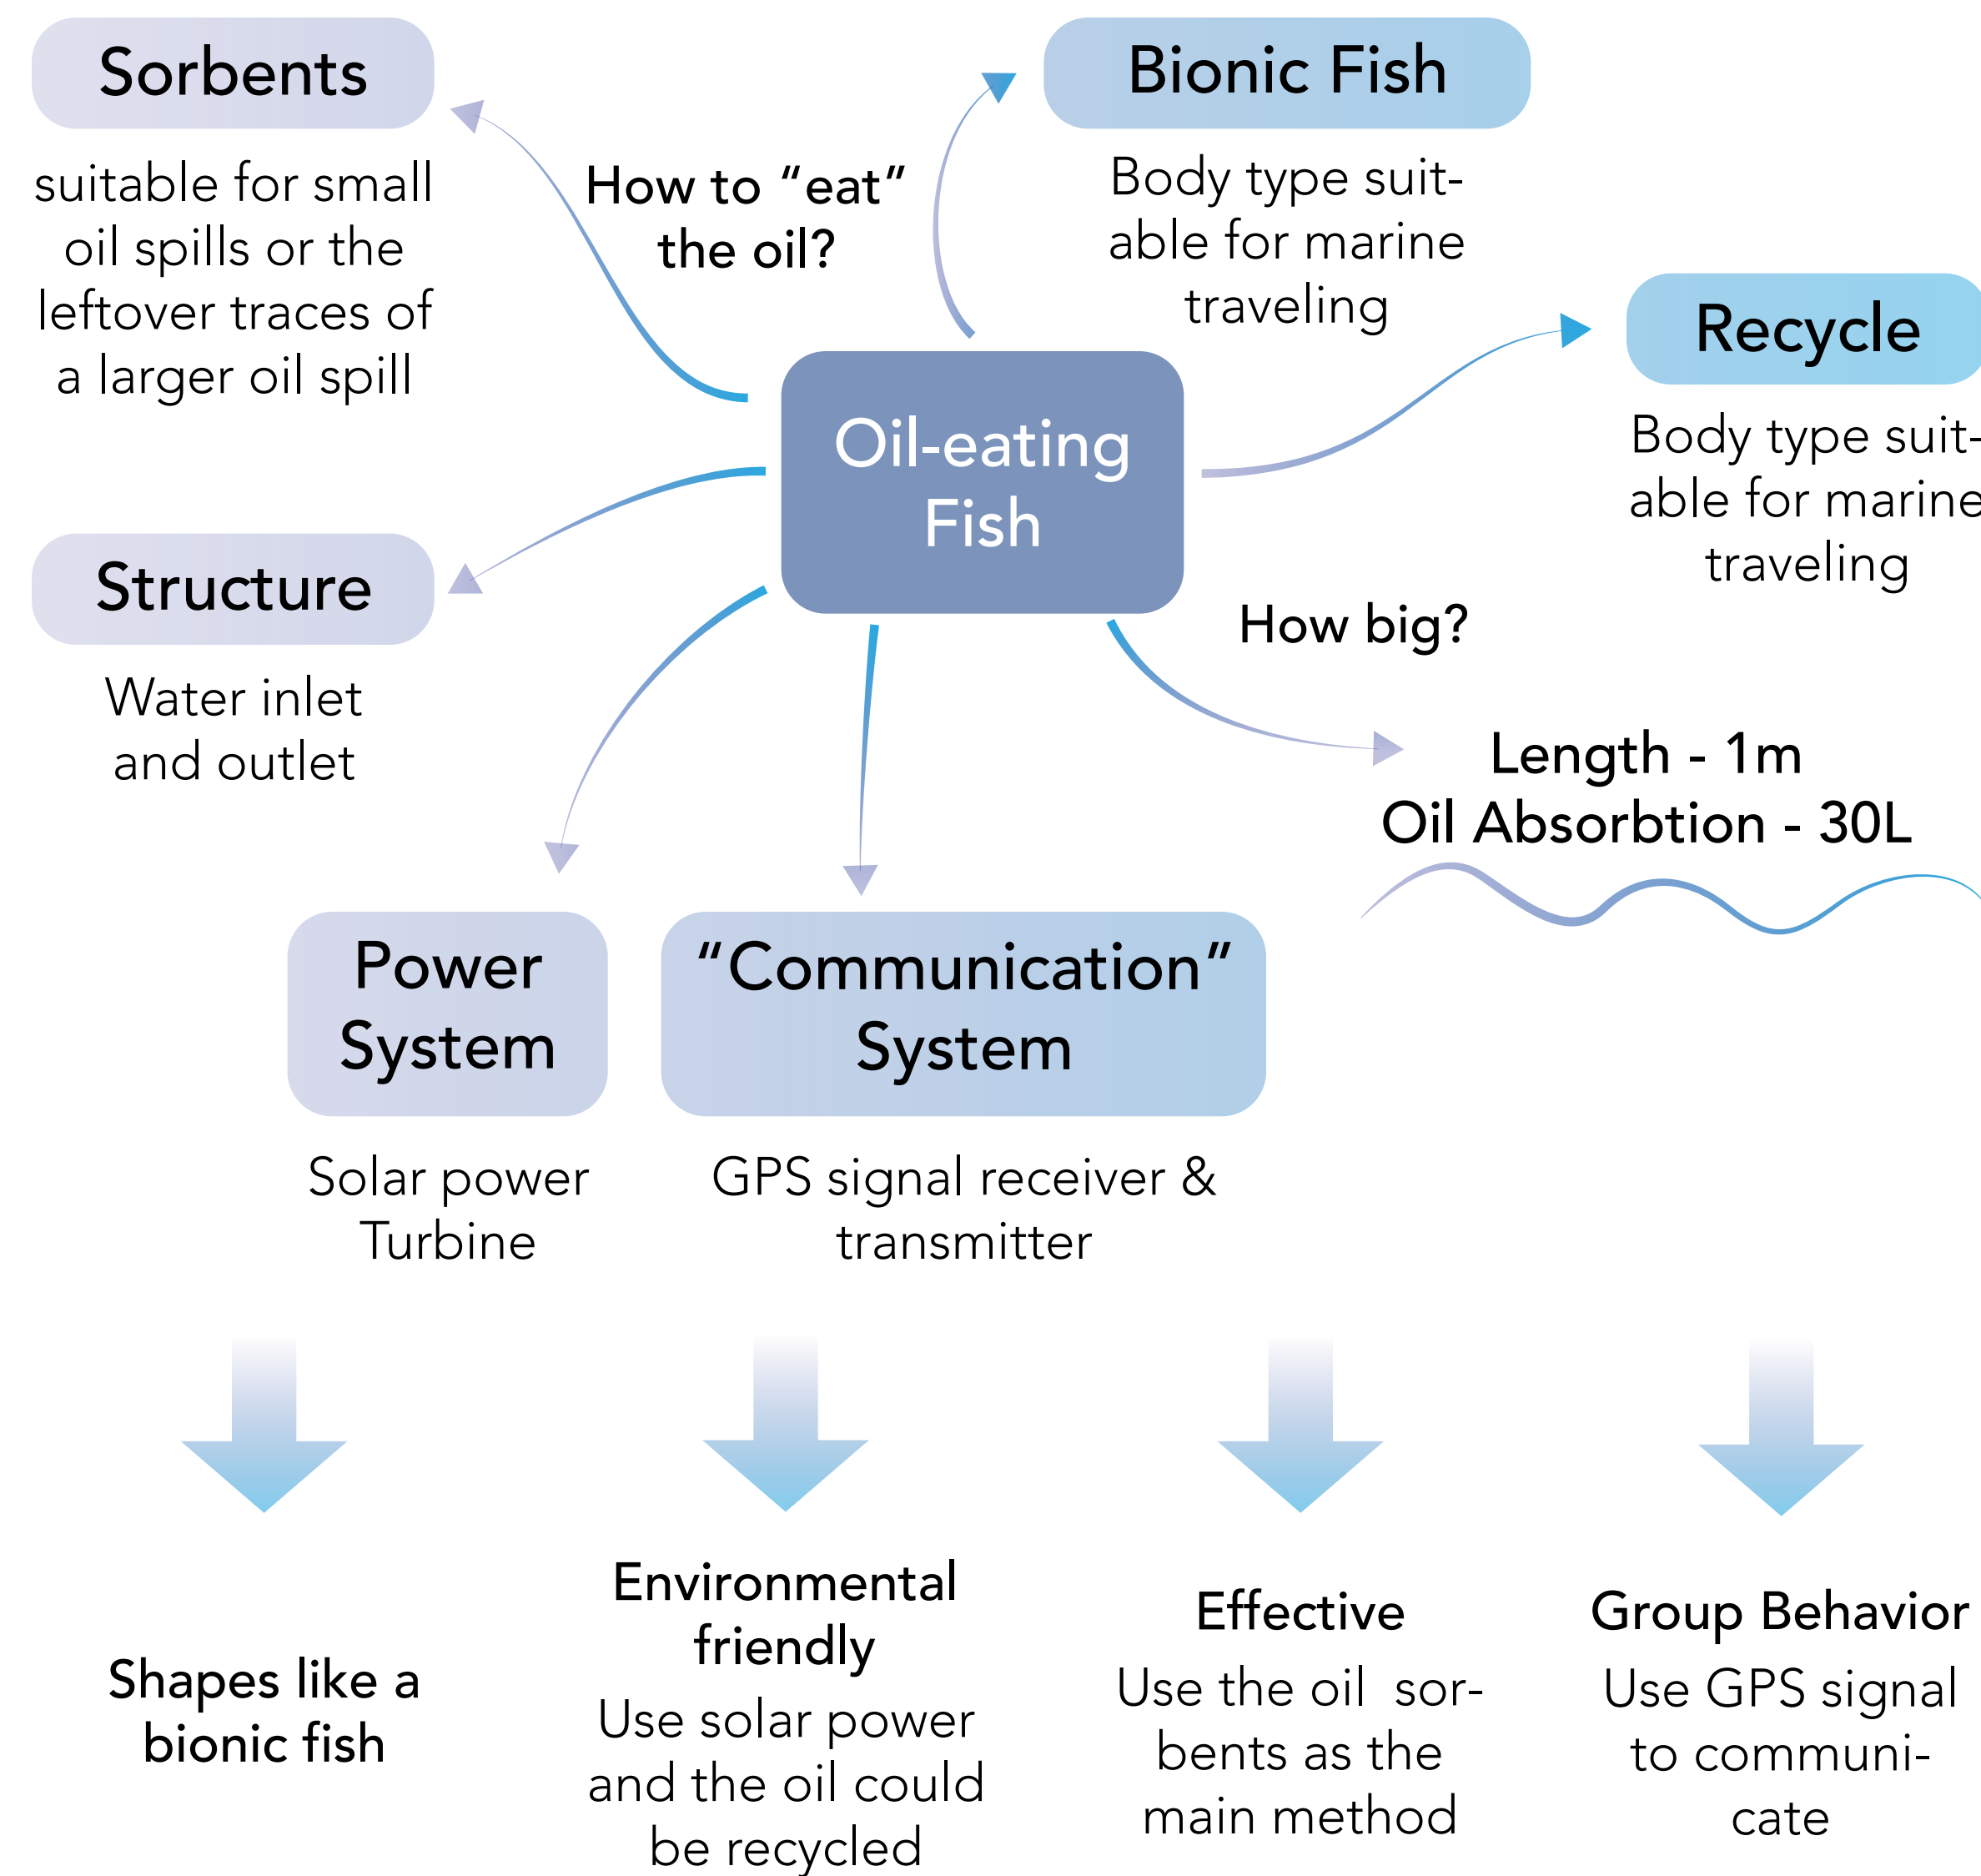 Sorbents
suitable for small
oil spills or the
leftover traces of
a larger oil spill
How to “eat”
the oil?
Bionic Fish
Body type suit-
able for marine
traveling
Recycle
Body type suit-
able for marine
traveling
Oil-eating
Fish
Structure
Water inlet
and outlet
How big?
Length - 1m
Oil Absorbtion - 30L
Power
System
Solar power
Turbine
“Communication”
System
GPS signal receiver &
transmitter
Shapes like a
bionic fish
Environmental
friendly
Use solar power
and the oil could
be recycled
Effective
Use the oil  sor-
bents as the
main method
Group Behavior
Use GPS signal
to communi-
cate